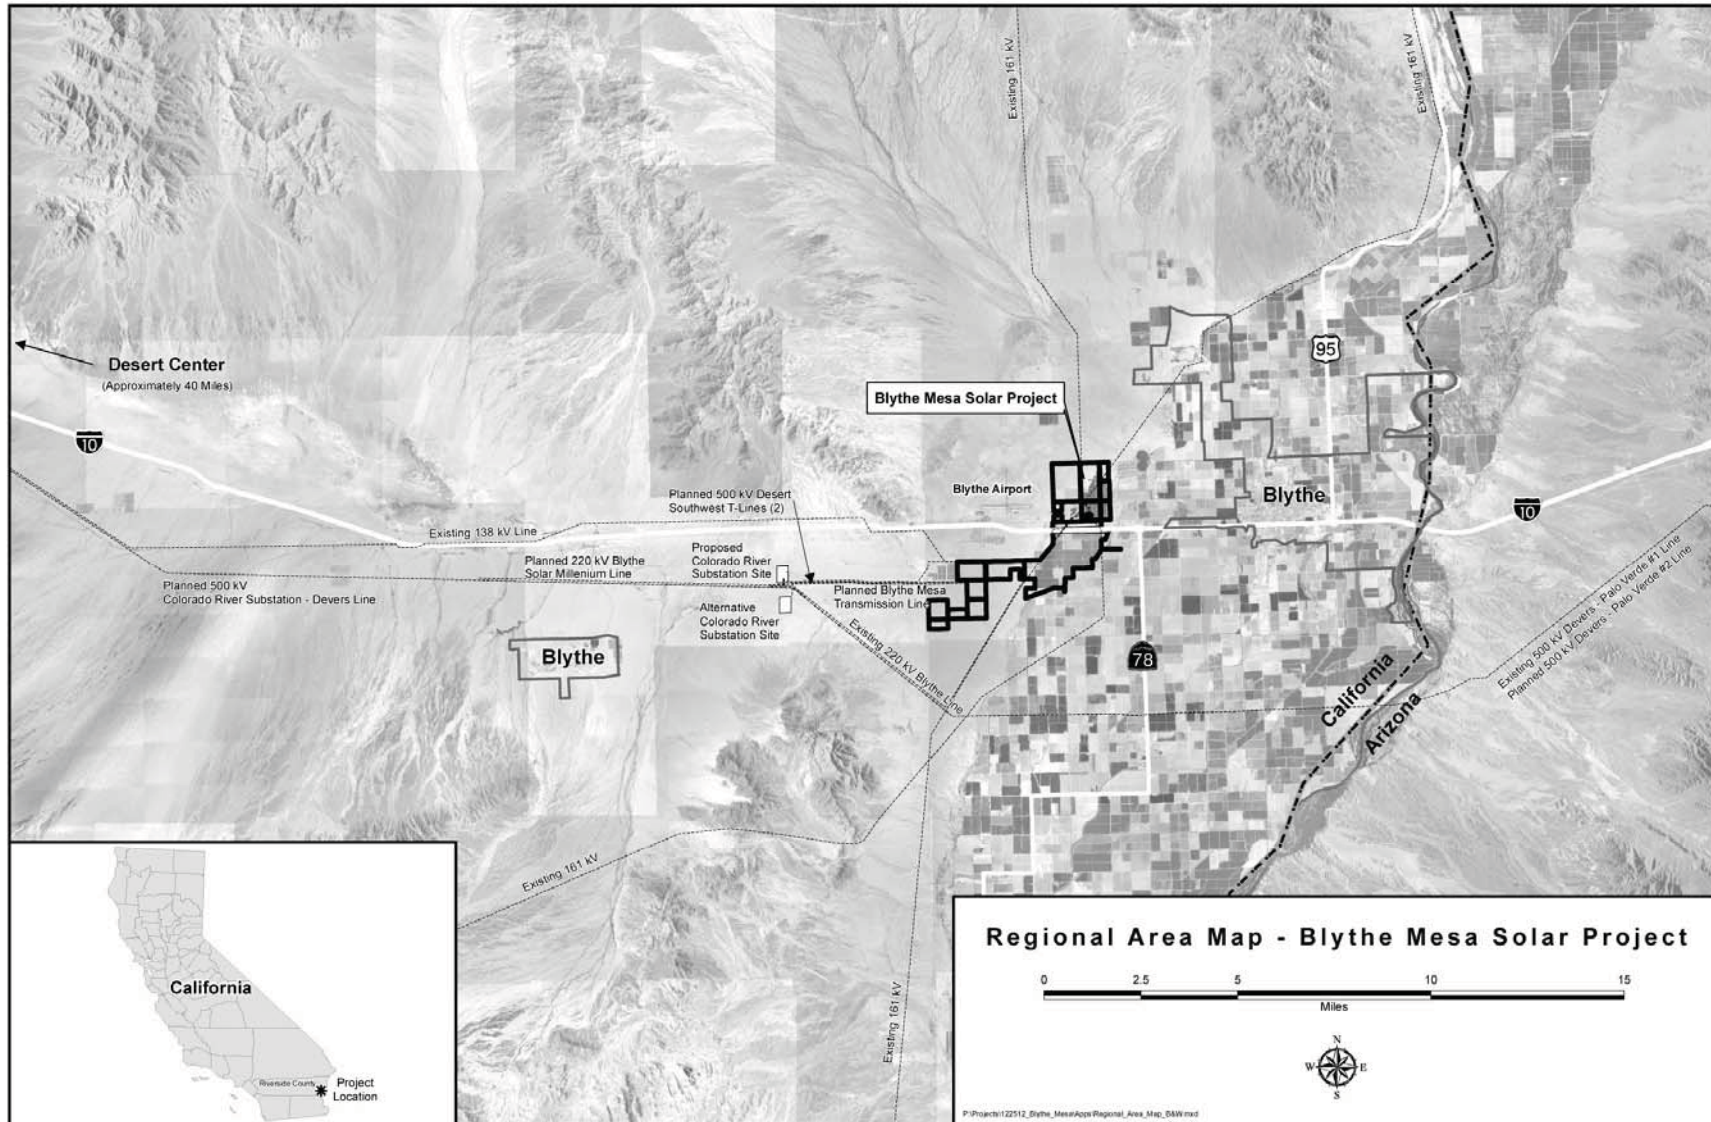 Existing 161 kV
Existing 161 kV
95
Desert Center
(Approximately 40 Miles)
Blythe Mesa Solar Project
10
Blythe Airport
Planned 500 kV Desert
Southwest T-Lines (2)
Blythe
10
Existing 138 kV Line
Proposed
Colorado River
Substation Site
Planned 220 kV Blythe
Solar Millenium Line
Planned 500 kV
Colorado River Substation - Devers Line
Planned Blythe Mesa
Transmission Line
Alternative
Colorado River
Substation Site
Existing 220 kV Blythe Line
Existing 500 kV Devers - Palo Verde #1 Line
Planned 500 kV Devers - Palo Verde #2 Line
Blythe
78
California
Arizona
Existing 161 kV
Existing 161 kV
California
Riverside County
Project
Location
Regional Area Map - Blythe Mesa Solar Project
0 2.5 5 10 15
Miles
N
W E
S
P:\Projects\122512_Blythe_Mesa\Apps\Regional_Area_Map_B&W.mxd